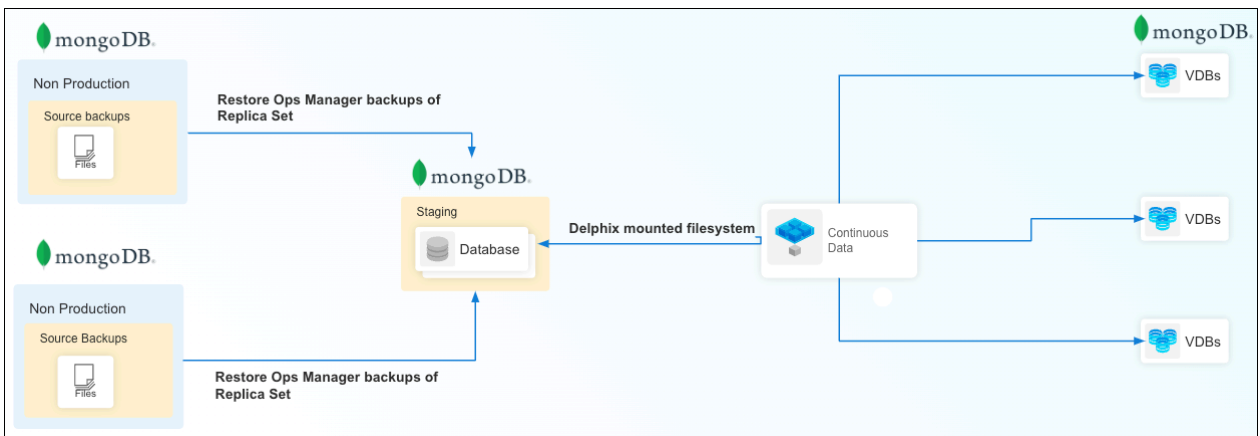 mongoDB.
Non Production
Source backups
Files
Restore Ops Manager backups of
Replica Set
mongoDB.
Non Production
Source Backups
Files
Restore Ops Manager backups of
Replica Set
mongoDB.
Staging
Database
Delphix mounted filesystem
Continuous
Data
mongoDB.
VDBs
VDBs
VDBs